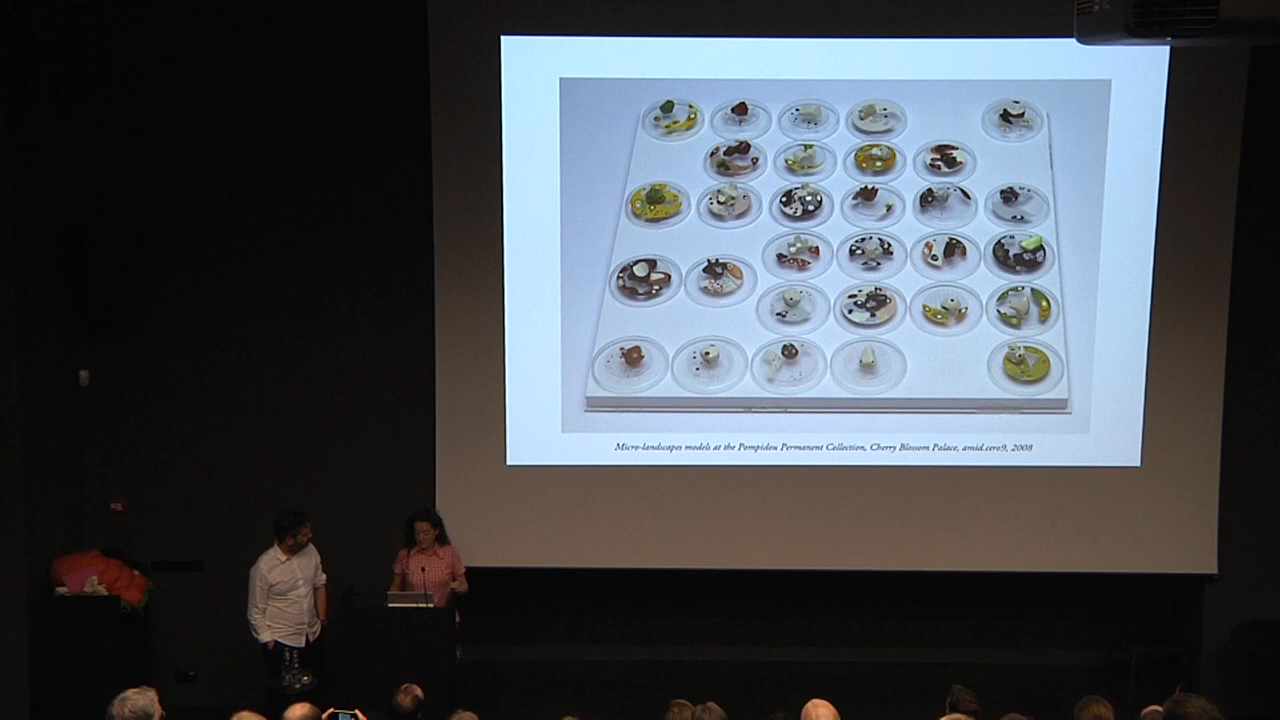 Micro-landscapes models at the Pompidou Permanent Collection, Cherry Blossom Palace, amid.cero9, 2008